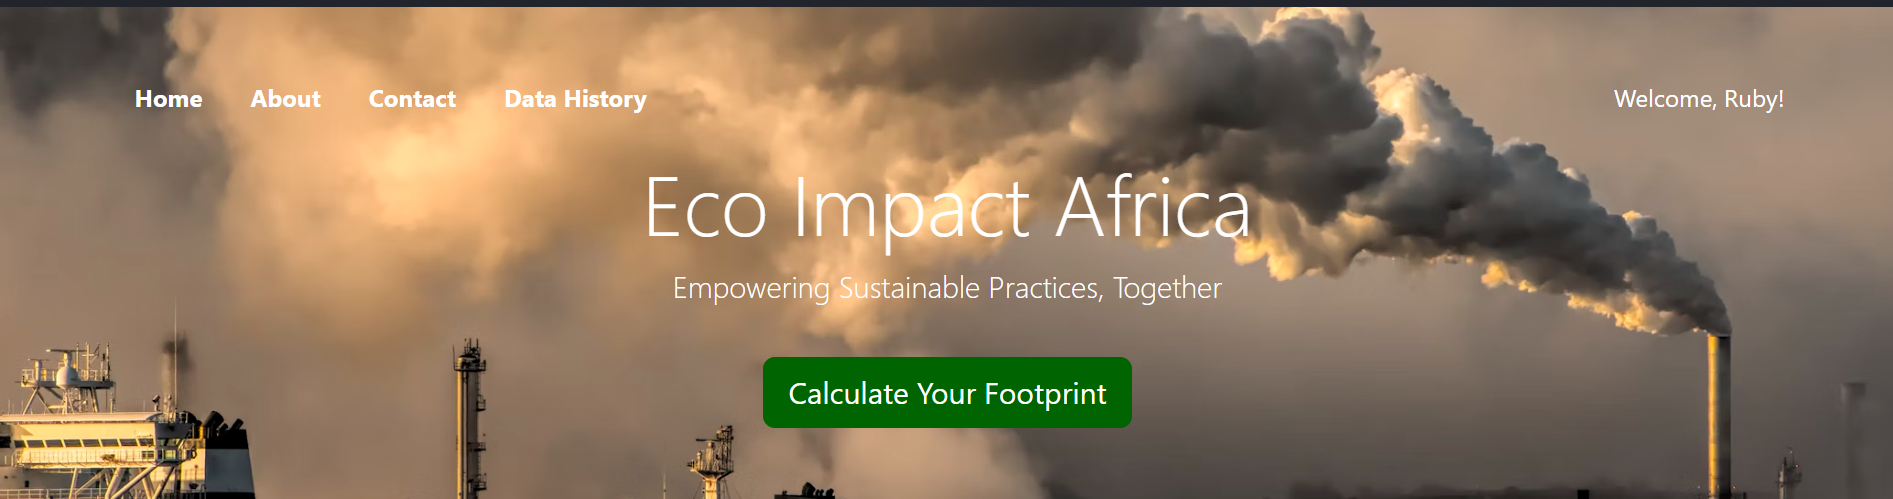 Home About Contact Data History Welcome, Ruby!
Eco Impact Africa
Empowering Sustainable Practices, Together
Calculate Your Footprint